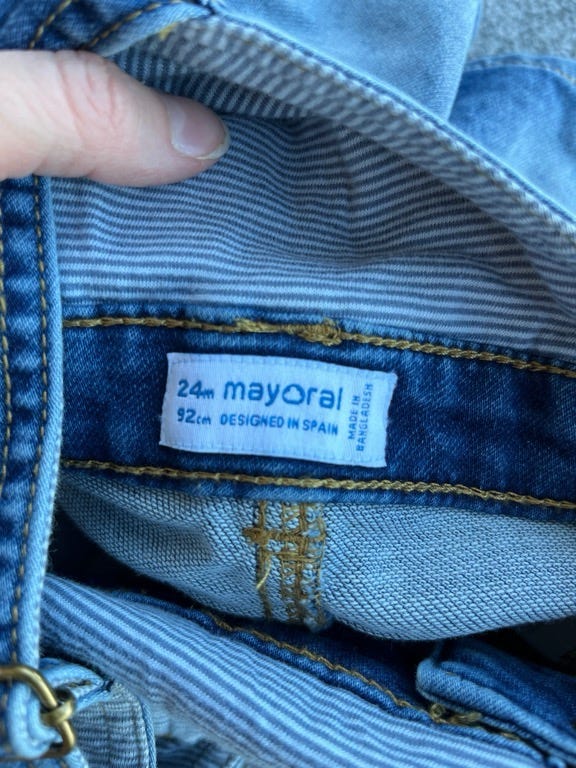 24m mayoral
92cm DESIGNED IN SPAIN
MADE IN
BANGLADESH